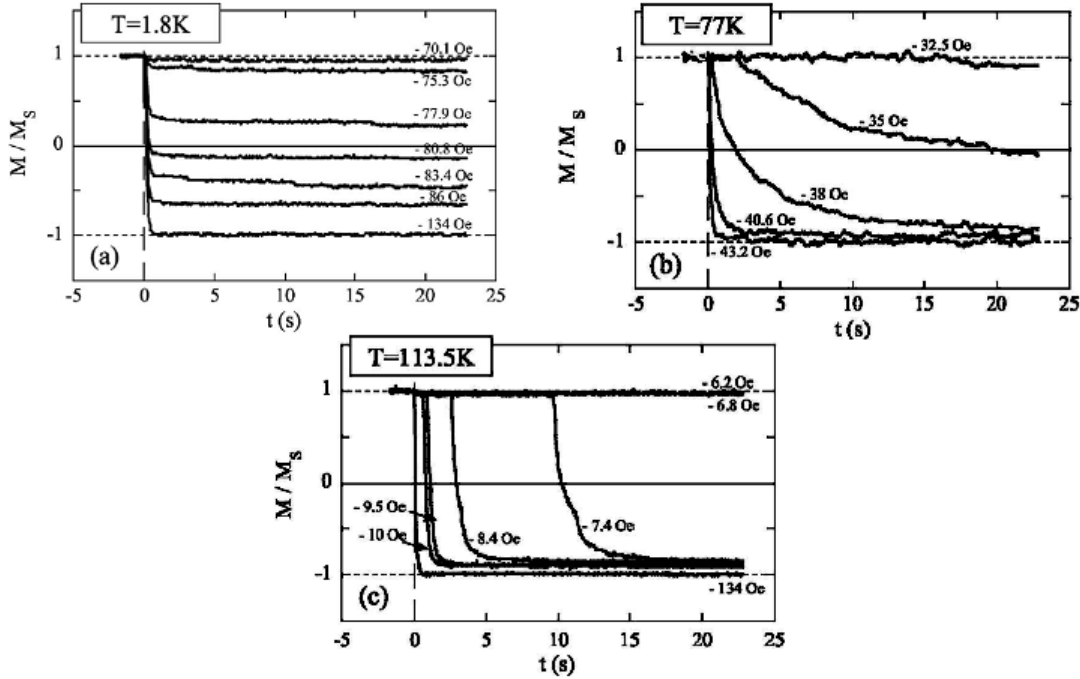 T=1.8K
M / M_S
1
0
-1
- 70.1 Oe
- 75.3 Oe
- 77.9 Oe
- 80.8 Oe
- 83.4 Oe
- 86 Oe
- 134 Oe
(a)
-5 0 5 10 15 20 25
t (s)
T=77K
M / M_S
1
0
-1
- 32.5 Oe
- 35 Oe
- 38 Oe
- 40.6 Oe
- 43.2 Oe
(b)
-5 0 5 10 15 20 25
t (s)
T=113.5K
M / M_S
1
0
-1
- 6.2 Oe
- 6.8 Oe
- 9.5 Oe
- 10 Oe
- 8.4 Oe
- 7.4 Oe
- 134 Oe
(c)
-5 0 5 10 15 20 25
t (s)